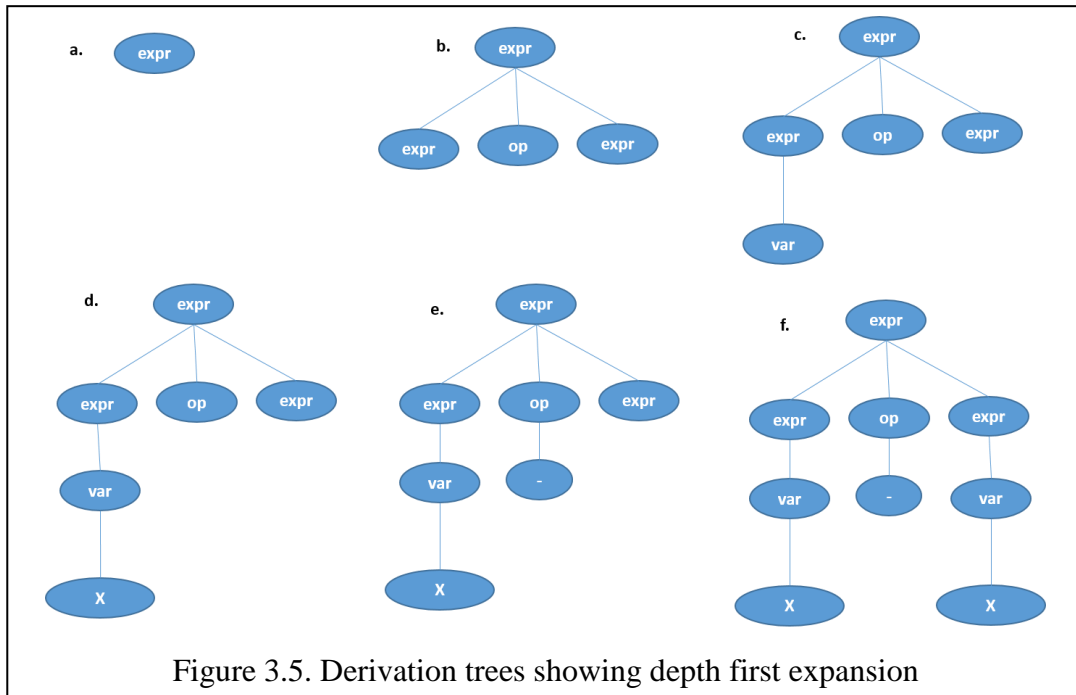 a.
expr
b.
expr
expr op expr
c.
expr
expr op expr
var
d.
expr
expr op expr
var
X
e.
expr
expr op expr
var -
X
f.
expr
expr op expr
var - var
X X
Figure 3.5. Derivation trees showing depth first expansion